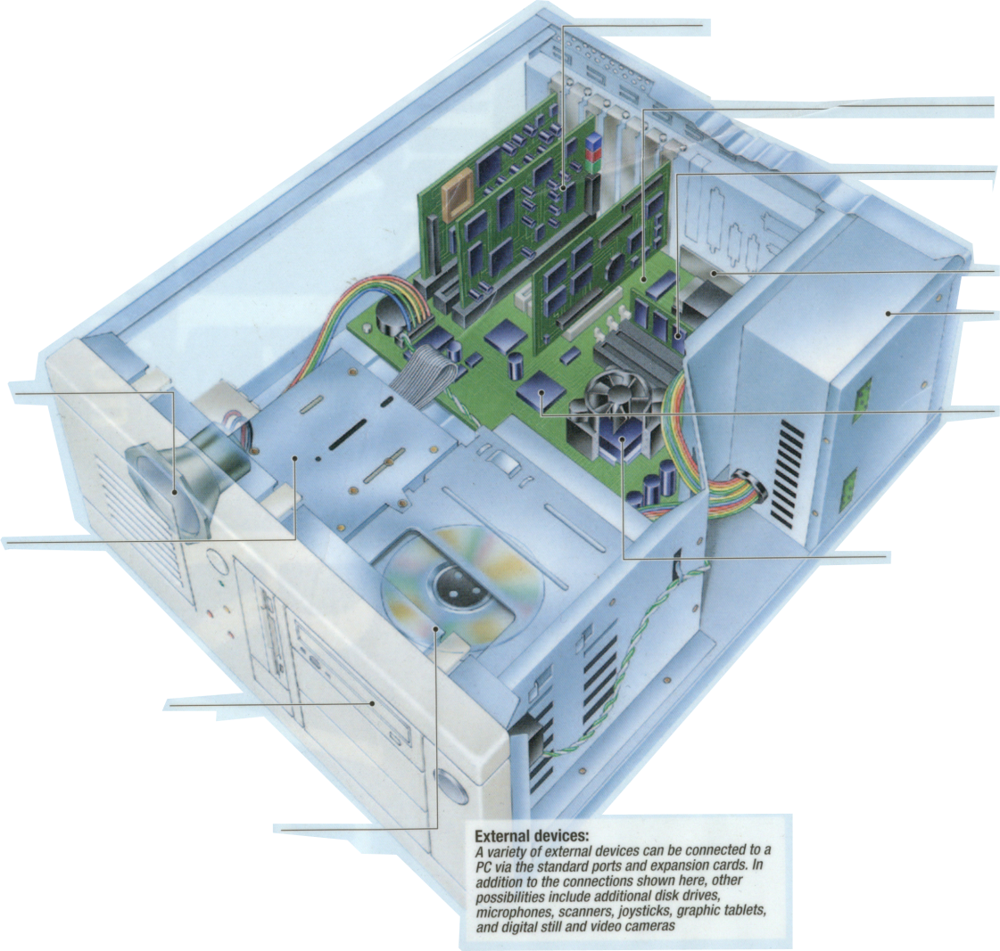 External devices:
A variety of external devices can be connected to a
PC via the standard ports and expansion cards. In
addition to the connections shown here, other
possibilities include additional disk drives,
microphones, scanners, joysticks, graphic tablets,
and digital still and video cameras